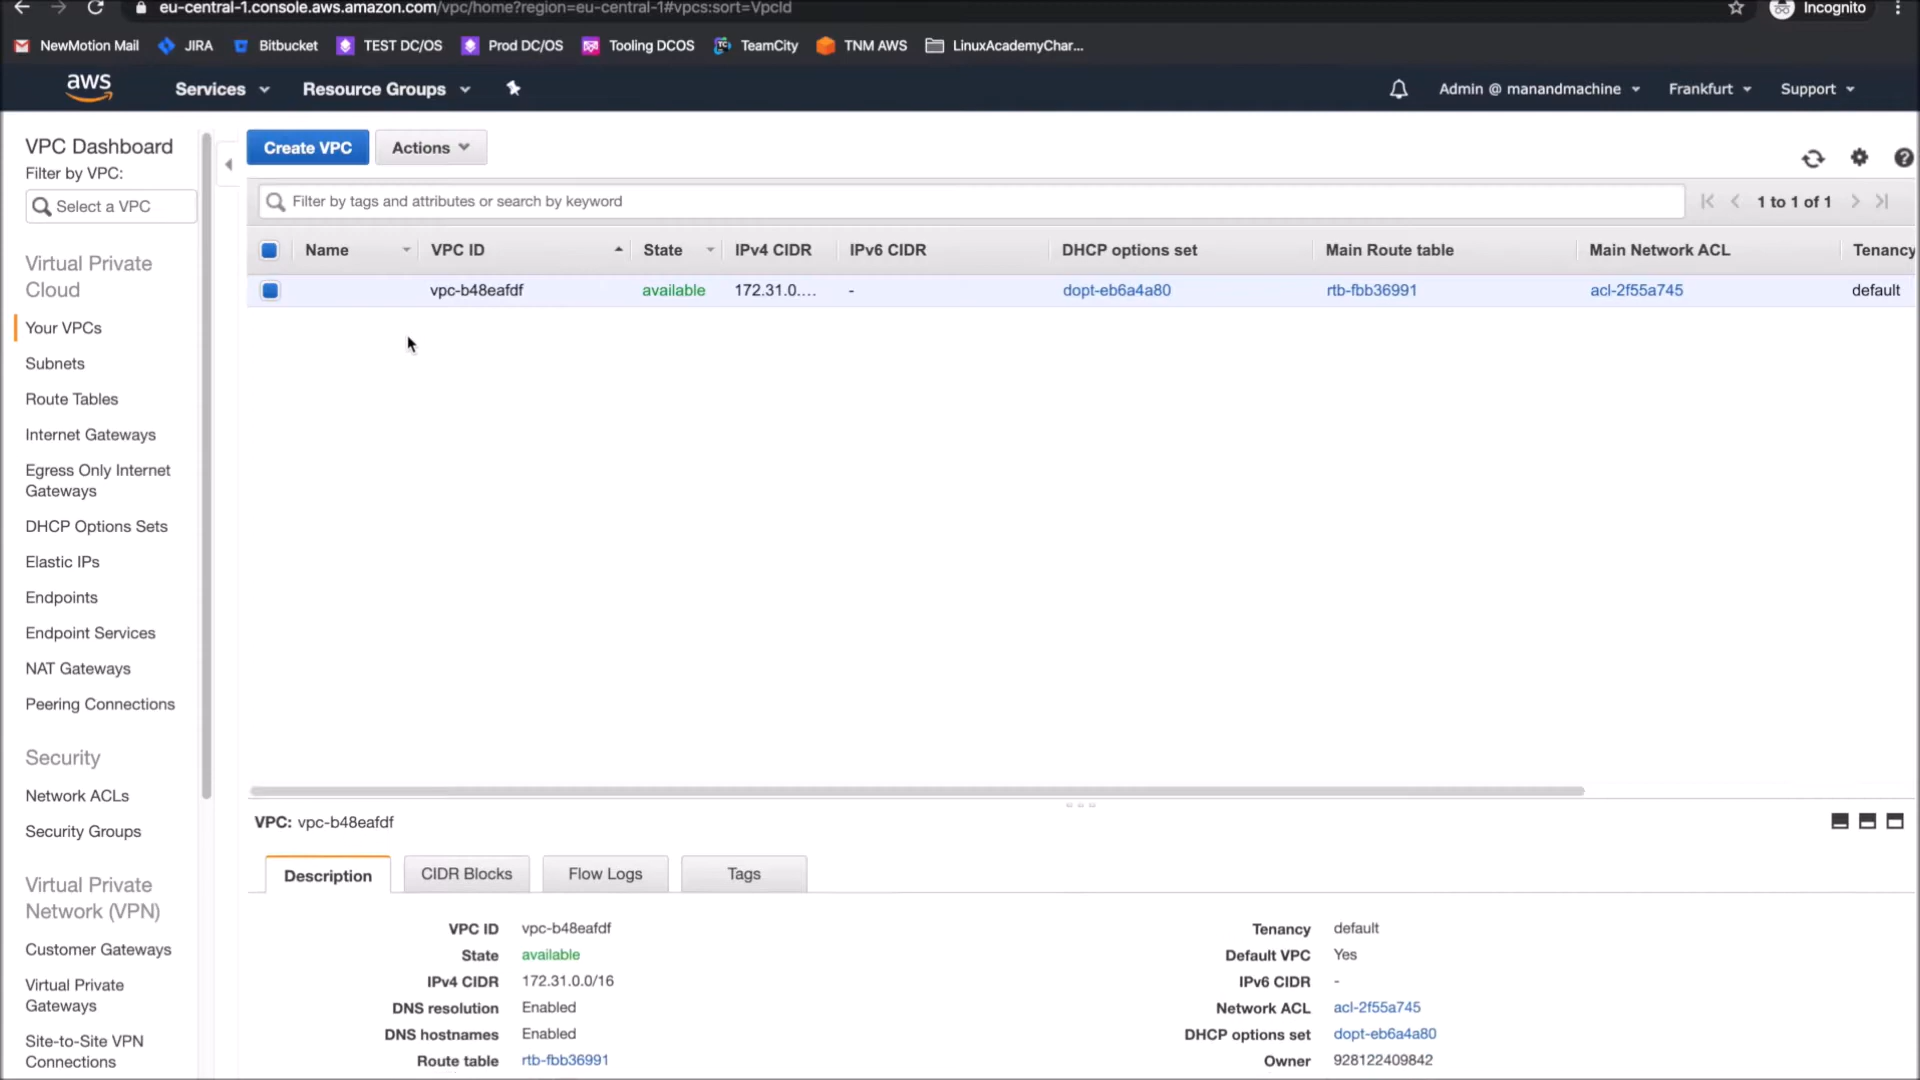 eu-central-1.console.aws.amazon.com/vpc/home?region=eu-central-1#vpcs:sort=VpcId
Incognito
NewMotion Mail
JIRA
Bitbucket
TEST DC/OS
Prod DC/OS
Tooling DCOS
TeamCity
TNM AWS
LinuxAcademyChar...
aws
Services
Resource Groups
Admin @ manandmachine
Frankfurt
Support
VPC Dashboard
Filter by VPC:
Select a VPC
Virtual Private
Cloud
Your VPCs
Subnets
Route Tables
Internet Gateways
Egress Only Internet
Gateways
DHCP Options Sets
Elastic IPs
Endpoints
Endpoint Services
NAT Gateways
Peering Connections
Security
Network ACLs
Security Groups
Virtual Private
Network (VPN)
Customer Gateways
Virtual Private
Gateways
Site-to-Site VPN
Connections
Create VPC
Actions
Filter by tags and attributes or search by keyword
1 to 1 of 1
Name VPC ID State IPv4 CIDR IPv6 CIDR DHCP options set Main Route table Main Network ACL Tenancy
vpc-b48eafdf available 172.31.0.... - dopt-eb6a4a80 rtb-fbb36991 acl-2f55a745 default
VPC: vpc-b48eafdf
Description
CIDR Blocks
Flow Logs
Tags
VPC ID vpc-b48eafdf
State available
IPv4 CIDR 172.31.0.0/16
DNS resolution Enabled
DNS hostnames Enabled
Route table rtb-fbb36991
Tenancy default
Default VPC Yes
IPv6 CIDR -
Network ACL acl-2f55a745
DHCP options set dopt-eb6a4a80
Owner 928122409842